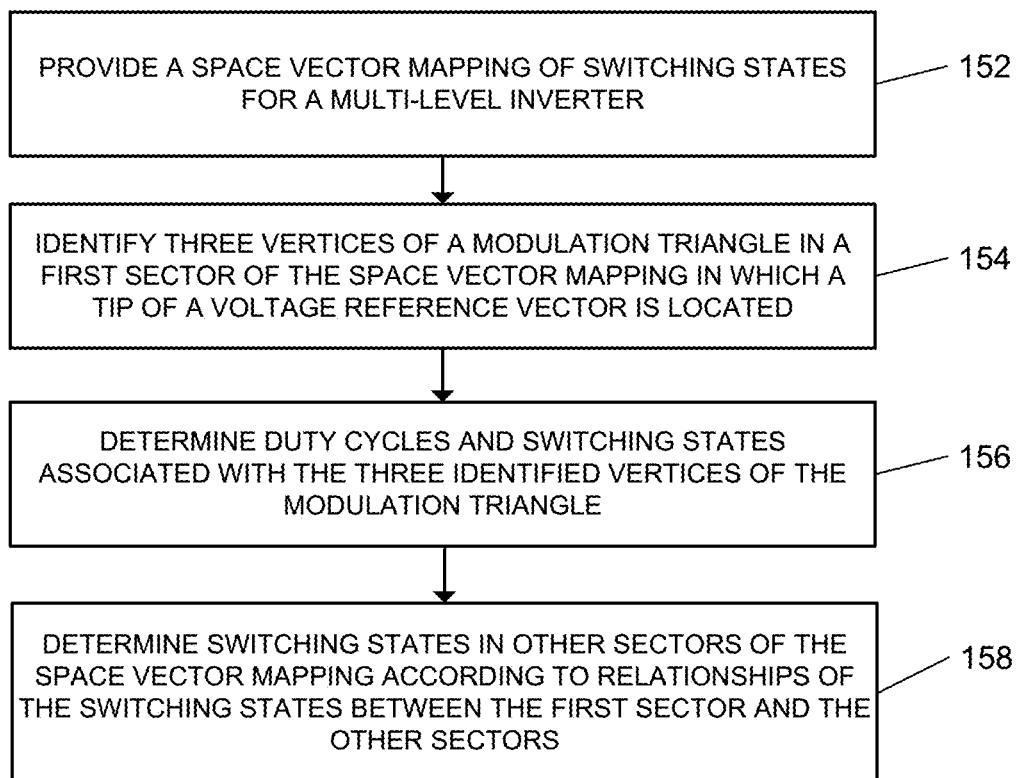 PROVIDE A SPACE VECTOR MAPPING OF SWITCHING STATES
FOR A MULTI-LEVEL INVERTER
152
IDENTIFY THREE VERTICES OF A MODULATION TRIANGLE IN A
FIRST SECTOR OF THE SPACE VECTOR MAPPING IN WHICH A
TIP OF A VOLTAGE REFERENCE VECTOR IS LOCATED
154
DETERMINE DUTY CYCLES AND SWITCHING STATES
ASSOCIATED WITH THE THREE IDENTIFIED VERTICES OF THE
MODULATION TRIANGLE
156
DETERMINE SWITCHING STATES IN OTHER SECTORS OF THE
SPACE VECTOR MAPPING ACCORDING TO RELATIONSHIPS OF
THE SWITCHING STATES BETWEEN THE FIRST SECTOR AND THE
OTHER SECTORS
158